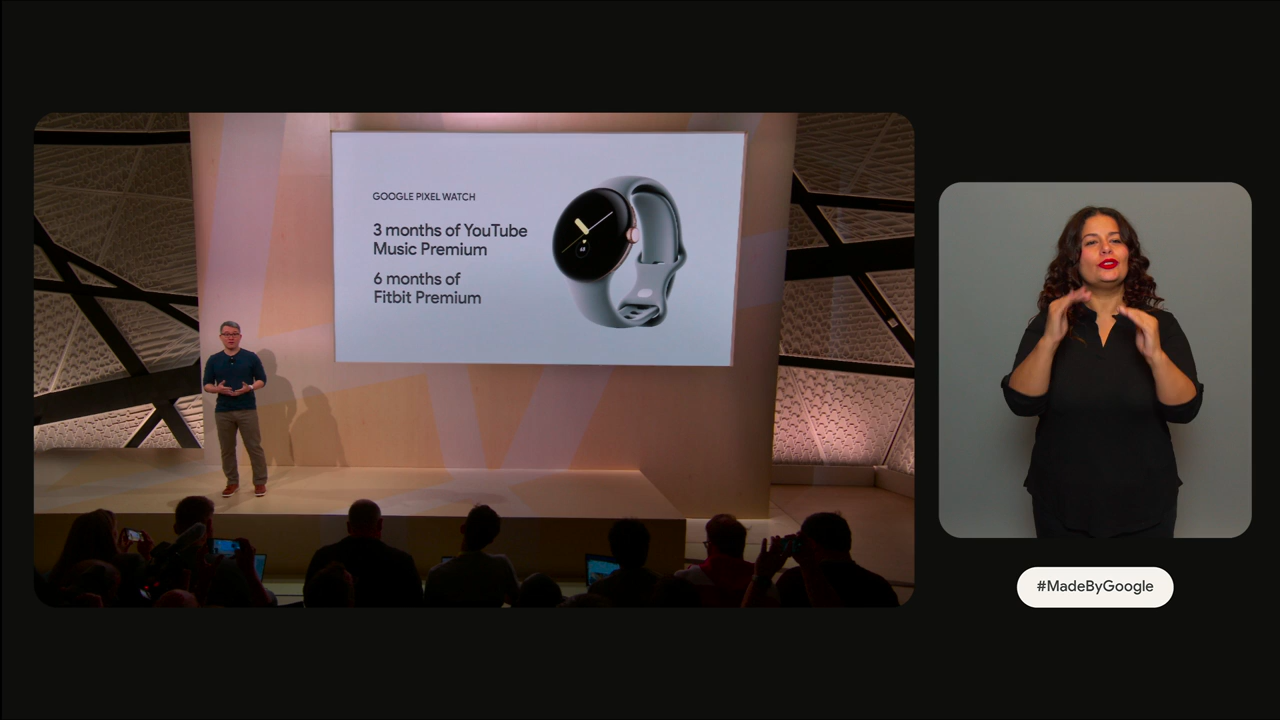 GOOGLE PIXEL WATCH
3 months of YouTube
Music Premium
6 months of
Fitbit Premium
#MadeByGoogle